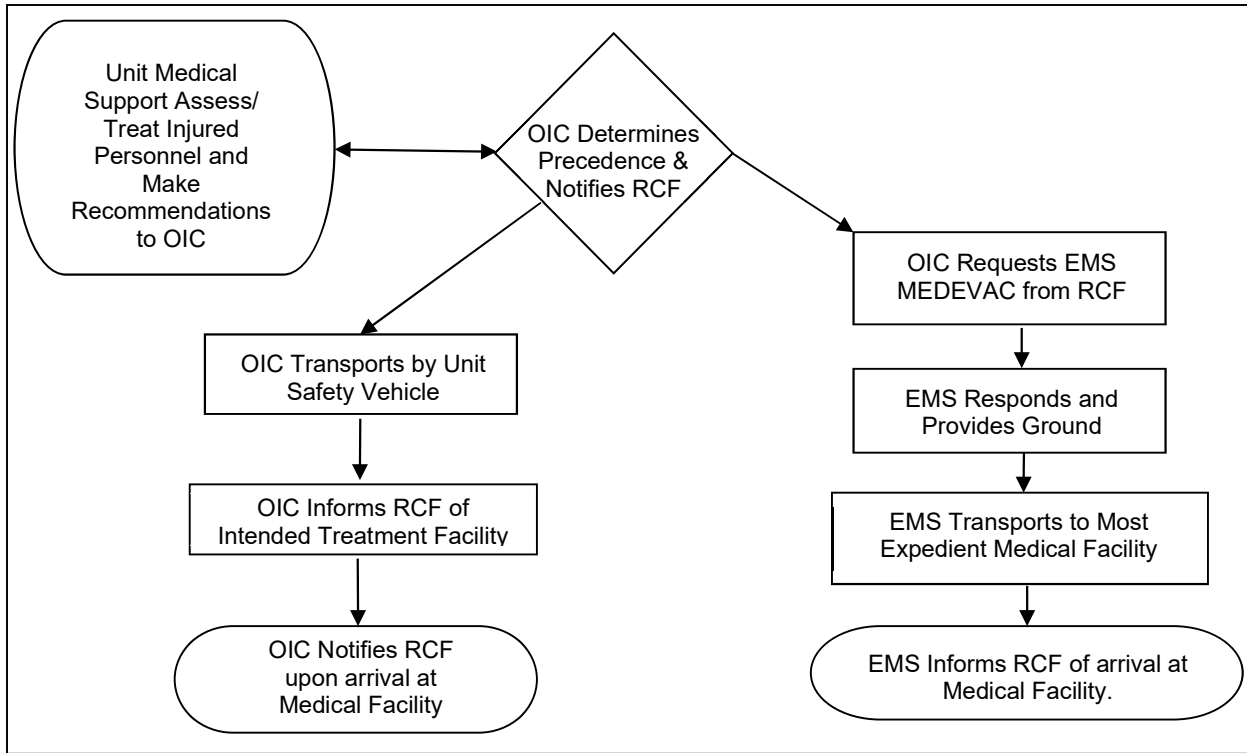 Unit Medical
Support Assess/
Treat Injured
Personnel and
Make
Recommendations
to OIC
OIC Determines
Precedence &
Notifies RCF
OIC Transports by Unit
Safety Vehicle
OIC Informs RCF of
Intended Treatment Facility
OIC Notifies RCF
upon arrival at
Medical Facility
OIC Requests EMS
MEDEVAC from RCF
EMS Responds and
Provides Ground
EMS Transports to Most
Expedient Medical Facility
EMS Informs RCF of arrival at
Medical Facility.